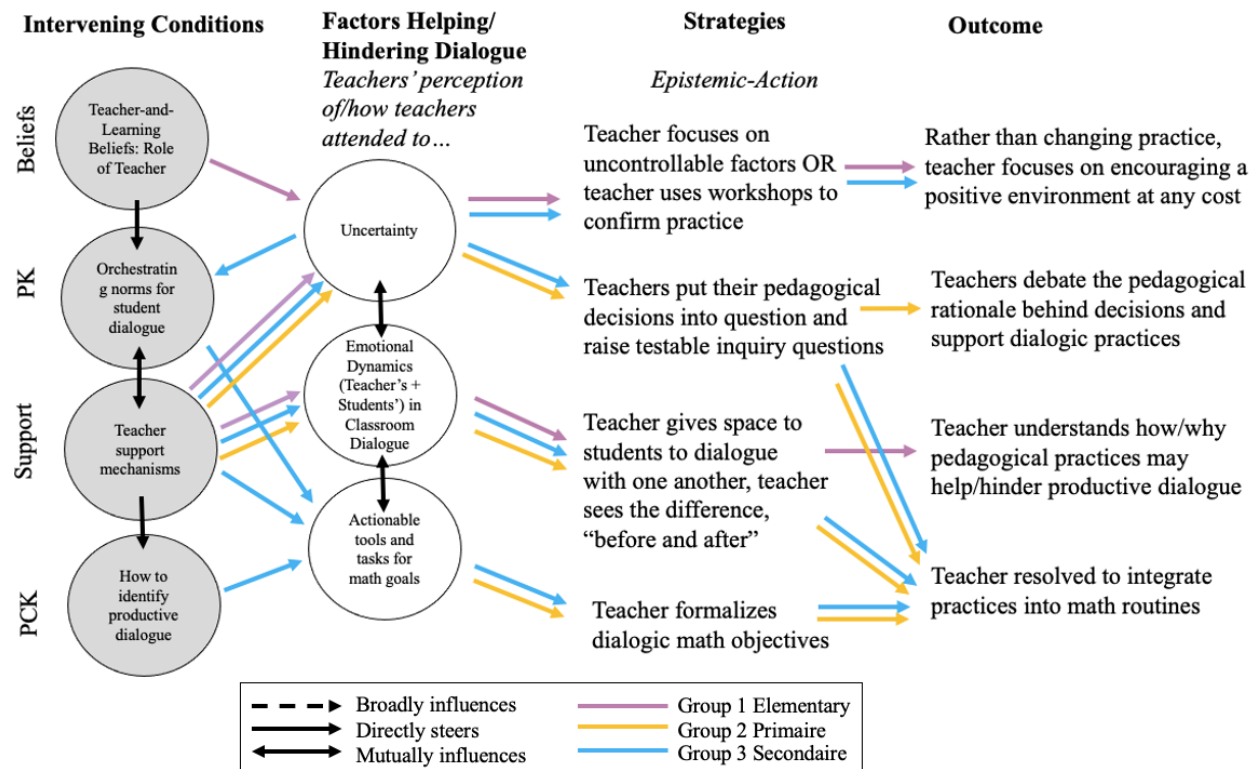 Intervening Conditions
Factors Helping/
Hindering Dialogue
Teachers' perception
of/how teachers
attended to…
Strategies
Epistemic-Action
Outcome
Beliefs
PK
Support
PCK
Teacher-and-
Learning
Beliefs: Role
of Teacher
Orchestratin
g norms for
student
dialogue
Teacher
support
mechanisms
How to
identify
productive
dialogue
Uncertainty
Emotional
Dynamics
(Teacher's +
Students') in
Classroom
Dialogue
Actionable
tools and
tasks for
math goals
Teacher focuses on
uncontrollable factors OR
teacher uses workshops to
confirm practice
Teachers put their pedagogical
decisions into question and
raise testable inquiry questions
Teacher gives space to
students to dialogue
with one another, teacher
sees the difference,
“before and after”
Teacher formalizes
dialogic math objectives
Rather than changing practice,
teacher focuses on encouraging a
positive environment at any cost
Teachers debate the pedagogical
rationale behind decisions and
support dialogic practices
Teacher understands how/why
pedagogical practices may
help/hinder productive dialogue
Teacher resolved to integrate
practices into math routines
Broadly influences
Directly steers
Mutually influences
Group 1 Elementary
Group 2 Primaire
Group 3 Secondaire